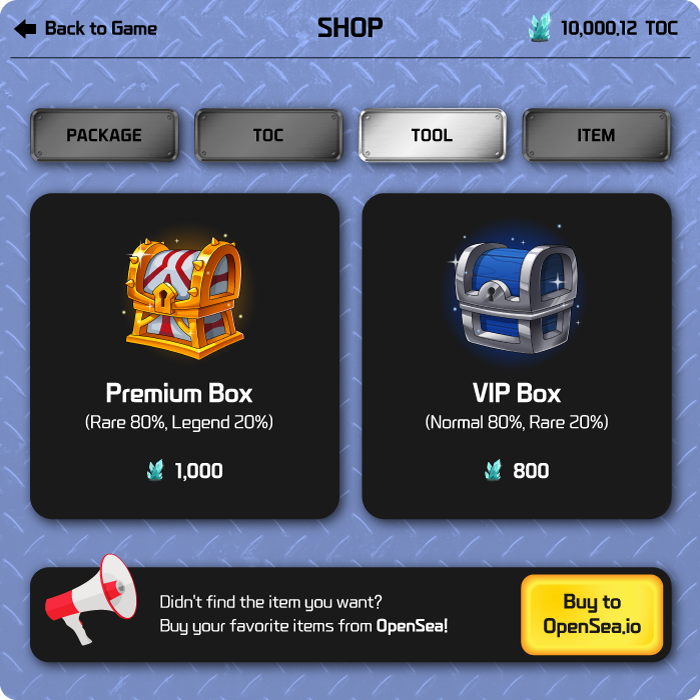 Back to Game
SHOP
10,000.12 TOC
PACKAGE
TOC
TOOL
ITEM
Premium Box
(Rare 80%, Legend 20%)
1,000
VIP Box
(Normal 80%, Rare 20%)
800
Didn't find the item you want?
Buy your favorite items from OpenSea!
Buy to
OpenSea.io